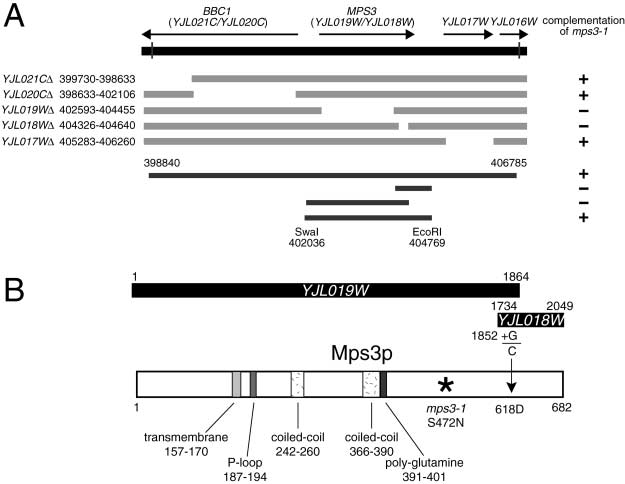 A
BBC1
(YJL021C/YJL020C)
MPS3
(YJL019W/YJL018W)
YJL017W YJL016W
complementation
of mps3-1
YJL021CΔ 399730-398633 +
YJL020CΔ 398633-402106 +
YJL019WΔ 402593-404455 −
YJL018WΔ 404326-404640 −
YJL017WΔ 405283-406260 +
398840 406785
+
−
−
+
SwaI EcoRI
402036 404769
B
1 1864
YJL019W
1734 2049
YJL018W
1852 +G
C
Mps3p
*
1 mps3-1 618D 682
S472N
transmembrane coiled-coil coiled-coil
157-170 242-260 366-390
P-loop poly-glutamine
187-194 391-401